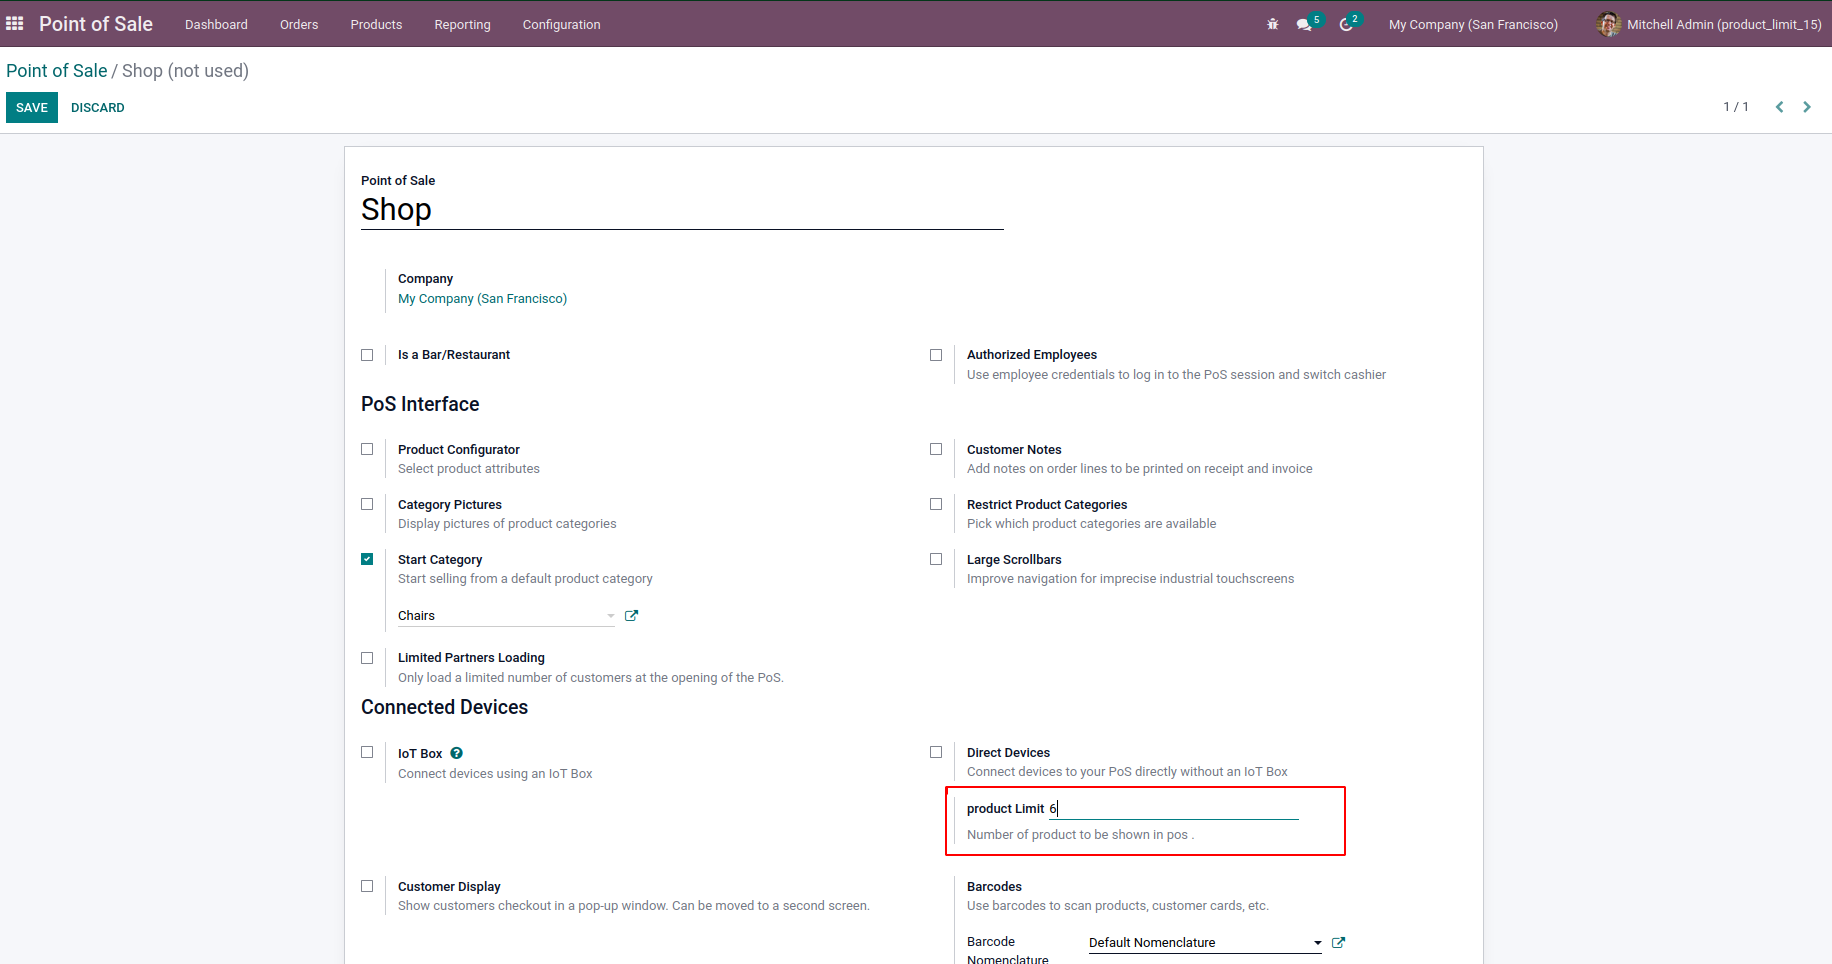 Point of Sale Dashboard Orders Products Reporting Configuration 5 2 My Company (San Francisco) Mitchell Admin (product_limit_15)
Point of Sale / Shop (not used)
SAVE DISCARD 1 / 1
Point of Sale
Shop
Company
My Company (San Francisco)
Is a Bar/Restaurant
Authorized Employees
Use employee credentials to log in to the PoS session and switch cashier
PoS Interface
Product Configurator
Select product attributes
Customer Notes
Add notes on order lines to be printed on receipt and invoice
Category Pictures
Display pictures of product categories
Restrict Product Categories
Pick which product categories are available
Start Category
Start selling from a default product category
Chairs
Large Scrollbars
Improve navigation for imprecise industrial touchscreens
Limited Partners Loading
Only load a limited number of customers at the opening of the PoS.
Connected Devices
IoT Box ?
Connect devices using an IoT Box
Direct Devices
Connect devices to your PoS directly without an IoT Box
product Limit 6
Number of product to be shown in pos .
Customer Display
Show customers checkout in a pop-up window. Can be moved to a second screen.
Barcodes
Use barcodes to scan products, customer cards, etc.
Barcode Default Nomenclature
Nomenclature